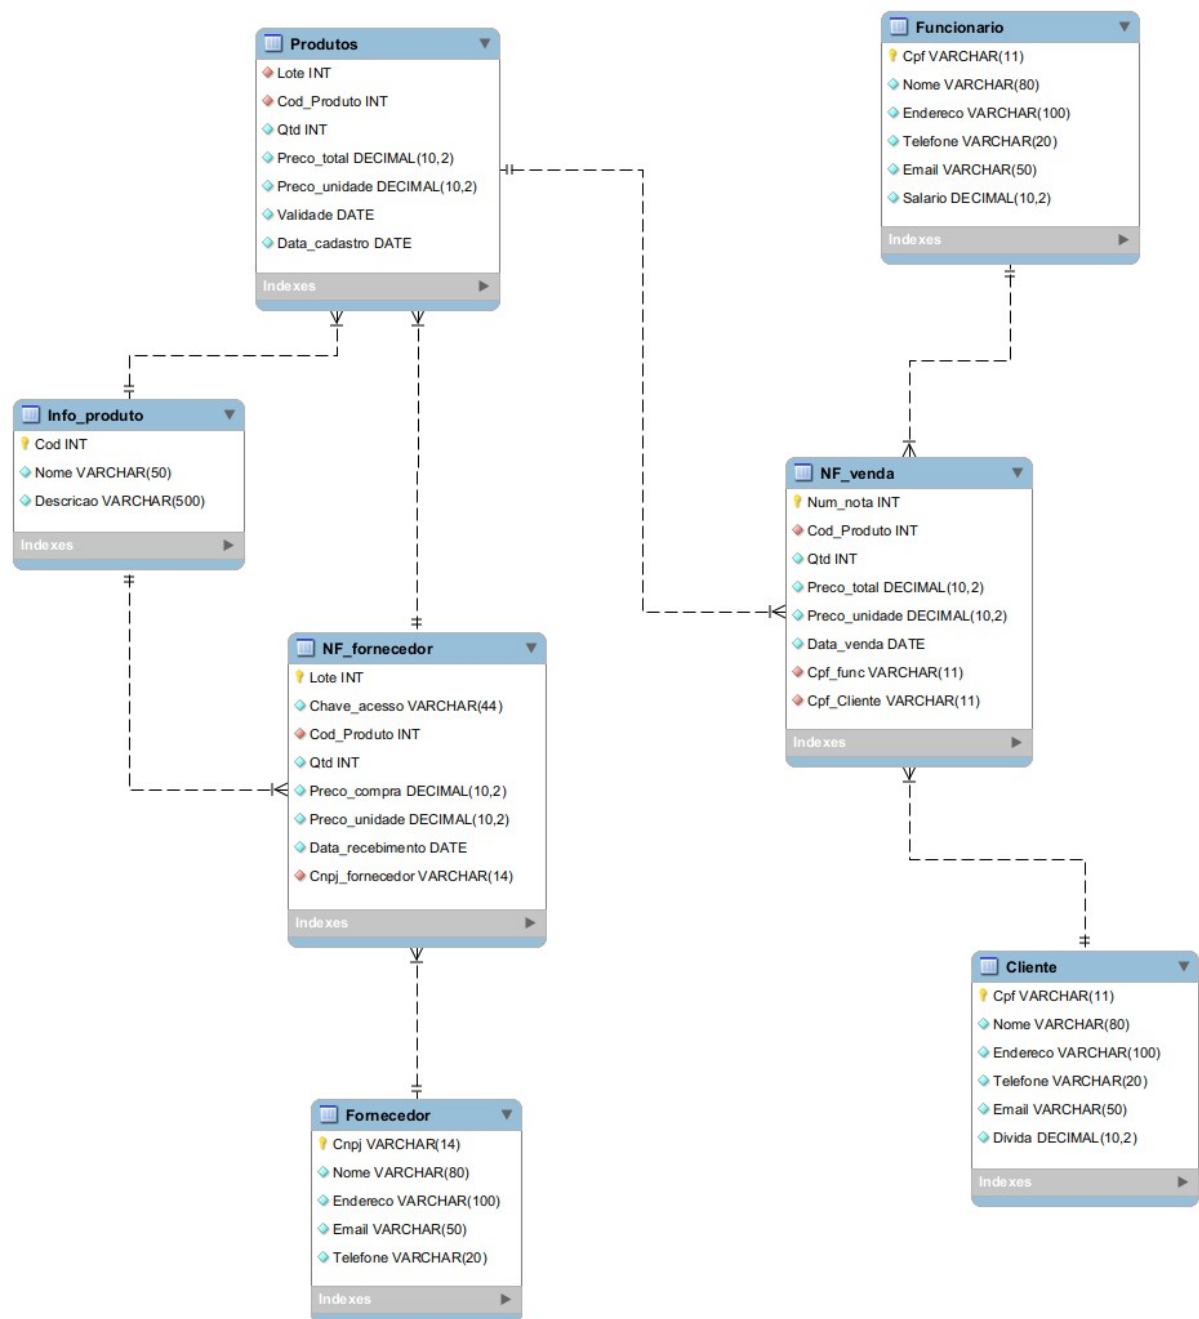 Produtos
Lote INT
Cod_Produto INT
Qtd INT
Preco_total DECIMAL(10,2)
Preco_unidade DECIMAL(10,2)
Validade DATE
Data_cadastro DATE
Indexes
Funcionario
Cpf VARCHAR(11)
Nome VARCHAR(80)
Endereco VARCHAR(100)
Telefone VARCHAR(20)
Email VARCHAR(50)
Salario DECIMAL(10,2)
Indexes
Info_produto
Cod INT
Nome VARCHAR(50)
Descricao VARCHAR(500)
Indexes
NF_venda
Num_nota INT
Cod_Produto INT
Qtd INT
Preco_total DECIMAL(10,2)
Preco_unidade DECIMAL(10,2)
Data_venda DATE
Cpf_func VARCHAR(11)
Cpf_Cliente VARCHAR(11)
Indexes
NF_fornecedor
Lote INT
Chave_acesso VARCHAR(44)
Cod_Produto INT
Qtd INT
Preco_compra DECIMAL(10,2)
Preco_unidade DECIMAL(10,2)
Data_recebimento DATE
Cnpj_fornecedor VARCHAR(14)
Indexes
Cliente
Cpf VARCHAR(11)
Nome VARCHAR(80)
Endereco VARCHAR(100)
Telefone VARCHAR(20)
Email VARCHAR(50)
Divida DECIMAL(10,2)
Indexes
Fornecedor
Cnpj VARCHAR(14)
Nome VARCHAR(80)
Endereco VARCHAR(100)
Email VARCHAR(50)
Telefone VARCHAR(20)
Indexes